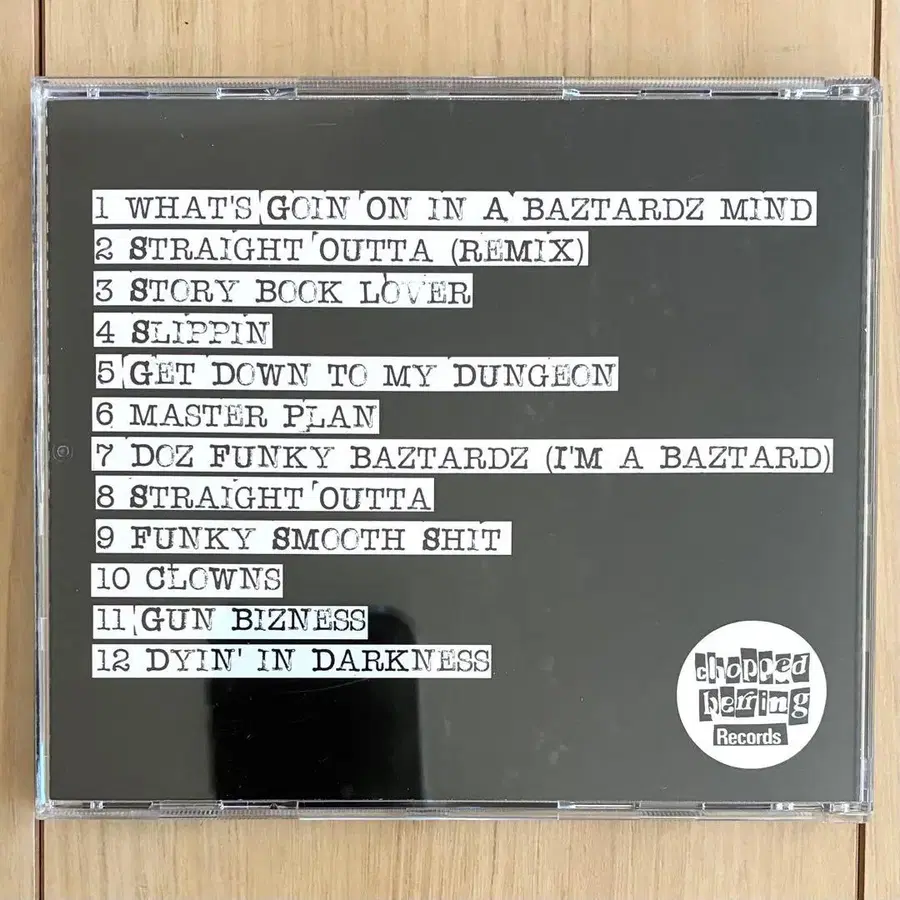 1 WHAT'S GOIN' ON IN A BAZTARDZ MIND
2 STRAIGHT OUTTA (REMIX)
3 STORY BOOK LOVER
4 SLIPPIN
5 GET DOWN TO MY DUNGEON
6 MASTER PLAN
7 DOZ FUNKY BAZTARDZ (I'M A BAZTARD)
8 STRAIGHT OUTTA
9 FUNKY SMOOTH SHIT
10 CLOWNS
11 GUN BIZNESS
12 DYIN' IN DARKNESS
chopped
herring
Records